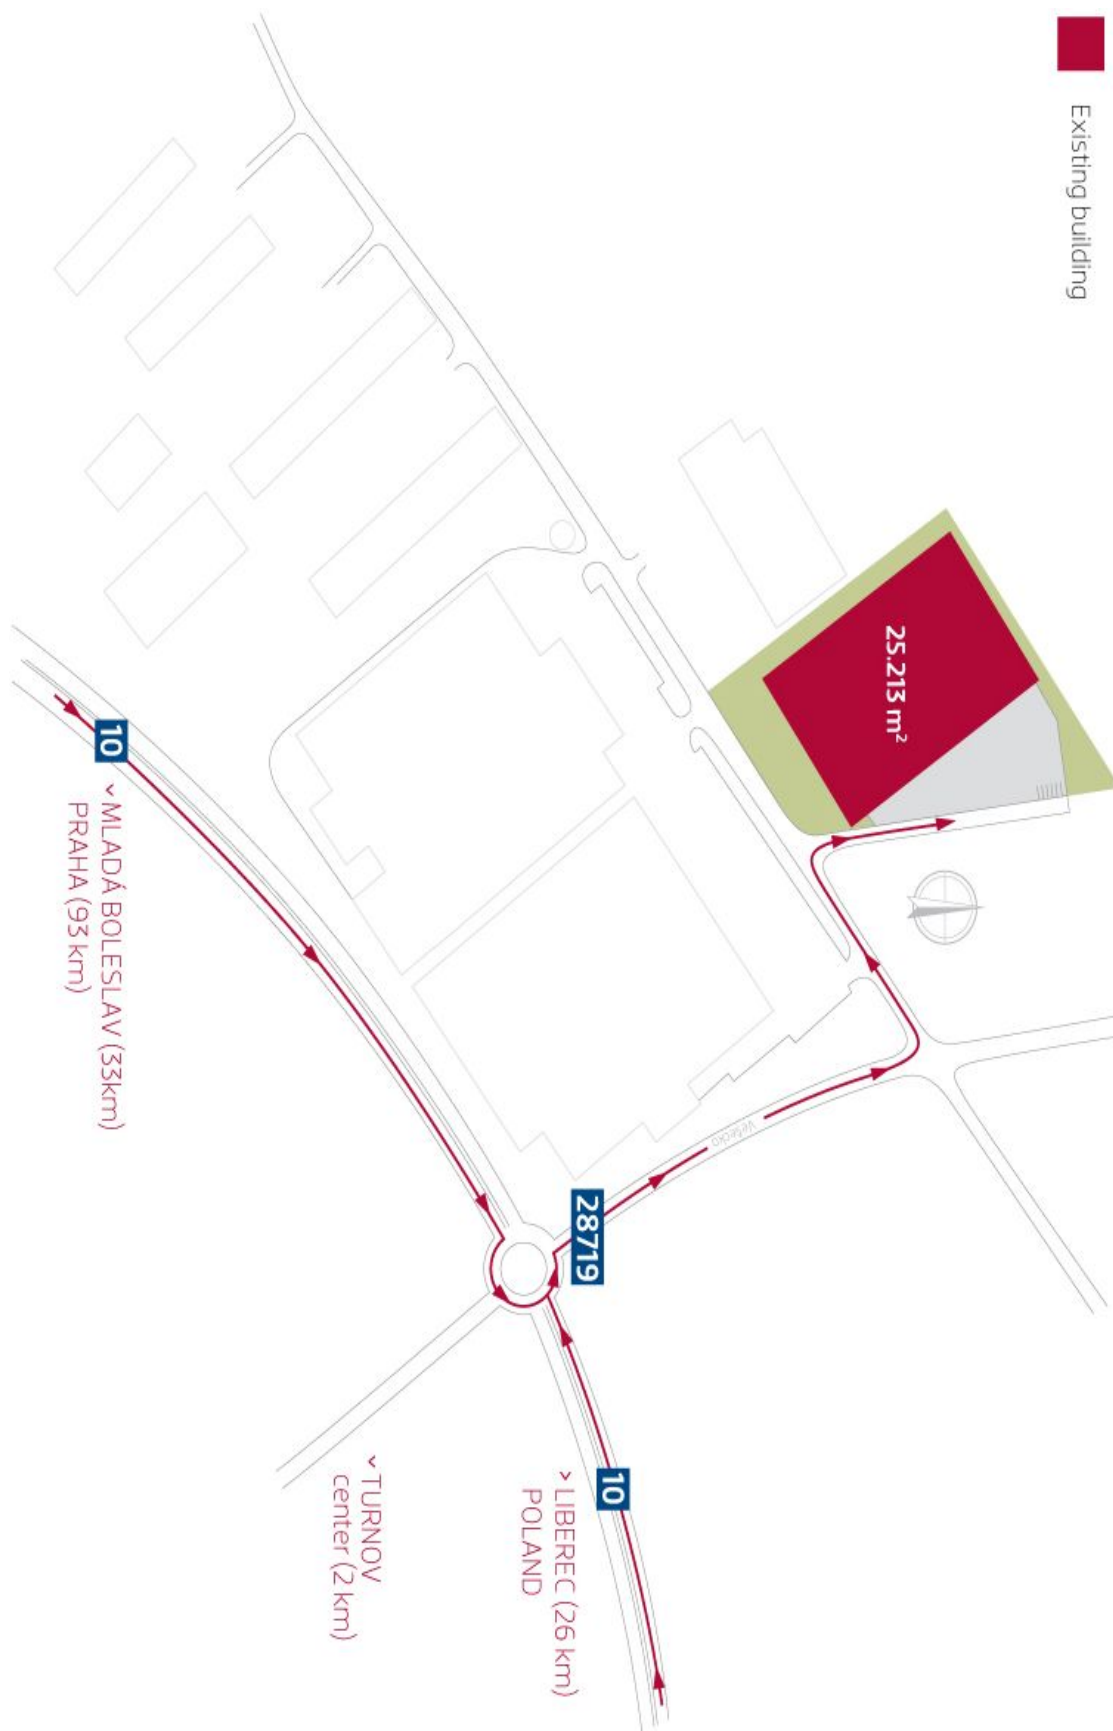 Existing building
25.213 m²
10
˅ MLADÁ BOLESLAV (33km)
PRAHA (93 km)
Vesecko
28719
10
> LIBEREC (26 km)
POLAND
˅ TURNOV
center (2 km)